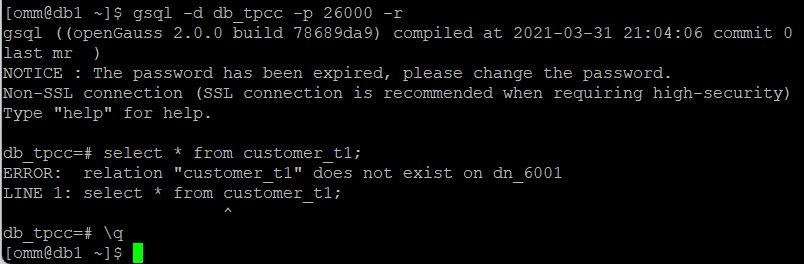 [omm@db1 ~]$ gsql -d db_tpcc -p 26000 -r
gsql ((openGauss 2.0.0 build 78689da9) compiled at 2021-03-31 21:04:06 commit 0
last mr  )
NOTICE : The password has been expired, please change the password.
Non-SSL connection (SSL connection is recommended when requiring high-security)
Type "help" for help.

db_tpcc=# select * from customer_t1;
ERROR:  relation "customer_t1" does not exist on dn_6001
LINE 1: select * from customer_t1;
                      ^
db_tpcc=# \q
[omm@db1 ~]$